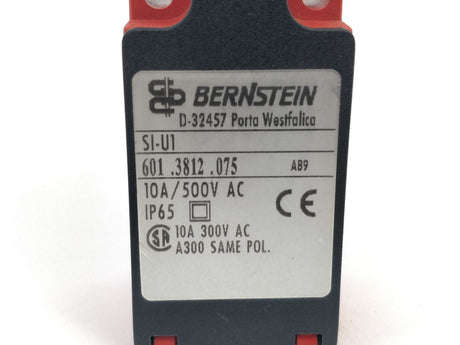 BERNSTEIN
D-32457 Porta Westfalica
SI-U1
601 .3812 .075 AB9
10A/500V AC
IP65 CE
SA 10A 300V AC
A300 SAME POL.